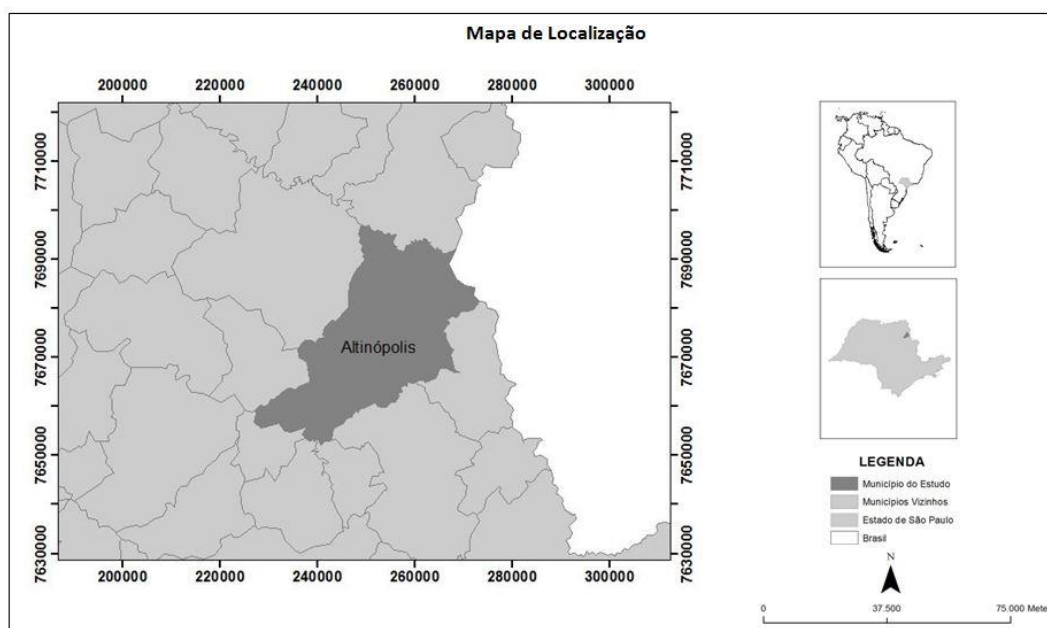 Mapa de Localização
200000 220000 240000 260000 280000 300000
7710000 7710000
7690000 7690000
7670000 7670000
7650000 7650000
7630000 7630000
Altinópolis
200000 220000 240000 260000 280000 300000
LEGENDA
Município do Estudo
Municípios Vizinhos
Estado de São Paulo
Brasil
N
0 37.500 75.000 Mete